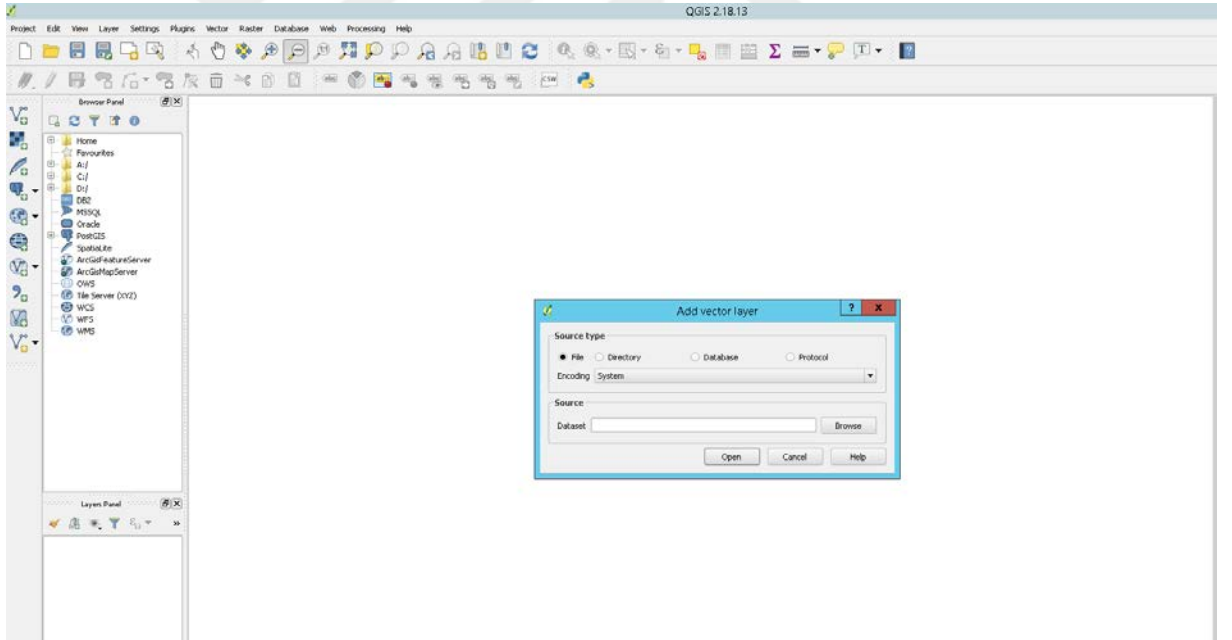 QGIS 2.18.13
Project Edit View Layer Settings Plugins Vector Raster Database Web Processing Help
Browser Panel
Home
Favourites
A:/
C:/
D:/
DB2
MSSQL
Oracle
PostGIS
SpatiaLite
ArcGisFeatureServer
ArcGisMapServer
OWS
Tile Server (XYZ)
WCS
WFS
WMS
Layers Panel
Add vector layer
Source type
File Directory Database Protocol
Encoding System
Source
Dataset Browse
Open Cancel Help